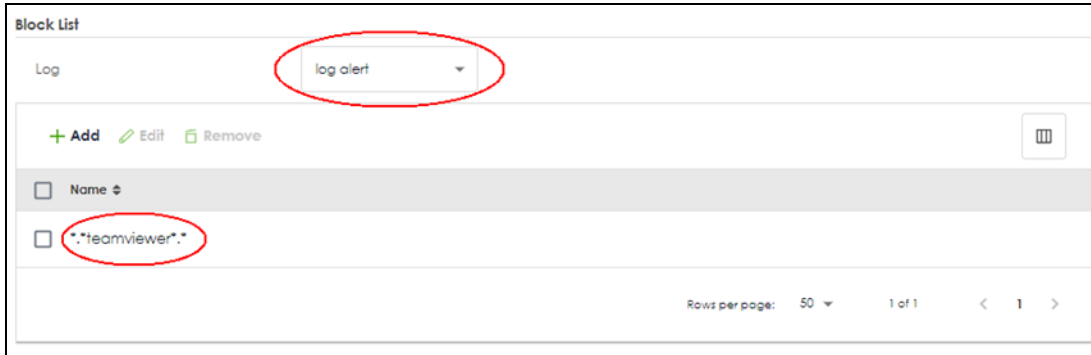 Block List
Log log alert
Add Edit Remove
Name
*.*teamviewer*.*
Rows per page: 50 1 of 1 < 1 >